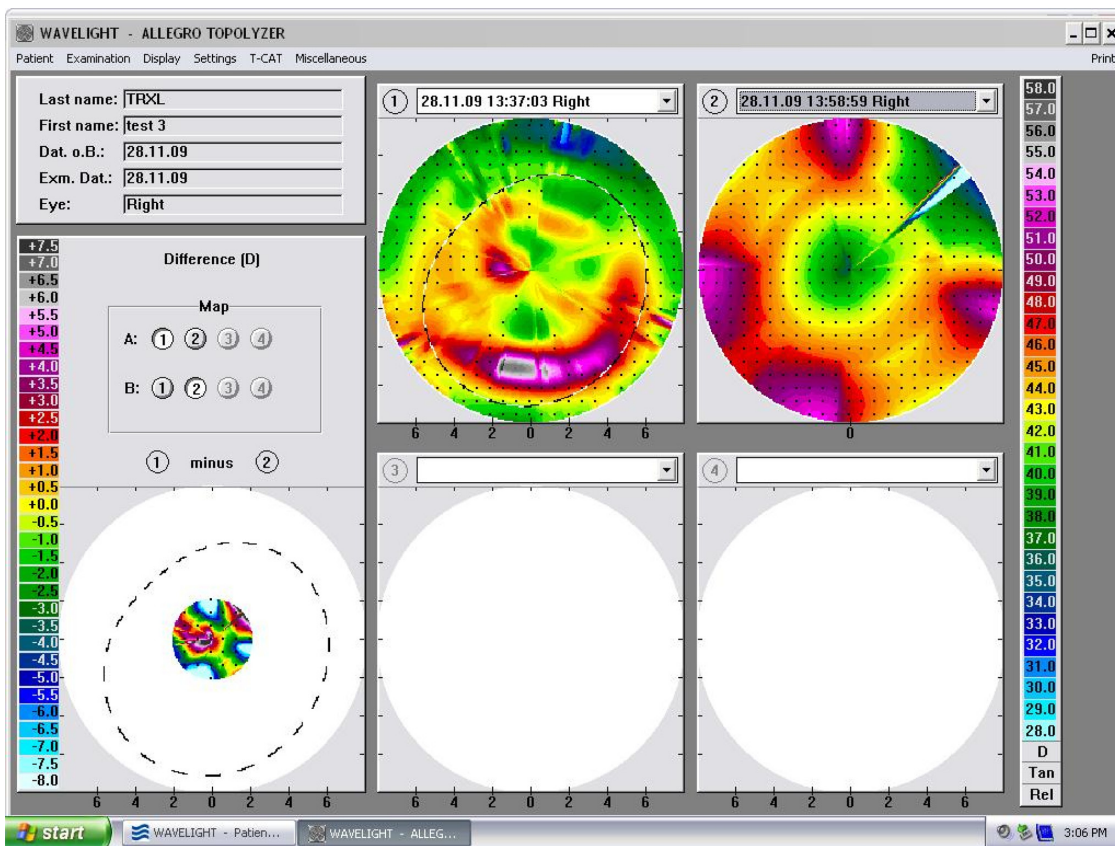 WAVELIGHT - ALLEGRO TOPOLYZER
Patient Examination Display Settings T-CAT Miscellaneous Print
Last name: TRXL
First name: test 3
Dat. o.B.: 28.11.09
Exm. Dat.: 28.11.09
Eye: Right
1 28.11.09 13:37:03 Right
2 28.11.09 13:58:59 Right
6 4 2 0 2 4 6
0
Difference (D)
Map
A: 1 2 3 4
B: 1 2 3 4
1 minus 2
+7.5
+7.0
+6.5
+6.0
+5.5
+5.0
+4.5
+4.0
+3.5
+3.0
+2.5
+2.0
+1.5
+1.0
+0.5
+0.0
-0.5
-1.0
-1.5
-2.0
-2.5
-3.0
-3.5
-4.0
-4.5
-5.0
-5.5
-6.0
-6.5
-7.0
-7.5
-8.0
6 4 2 0 2 4 6
3
6 4 2 0 2 4 6
4
6 4 2 0 2 4 6
58.0
57.0
56.0
55.0
54.0
53.0
52.0
51.0
50.0
49.0
48.0
47.0
46.0
45.0
44.0
43.0
42.0
41.0
40.0
39.0
38.0
37.0
36.0
35.0
34.0
33.0
32.0
31.0
30.0
29.0
28.0
D
Tan
Rel
start
WAVELIGHT - Patien...
WAVELIGHT - ALLEG...
3:06 PM